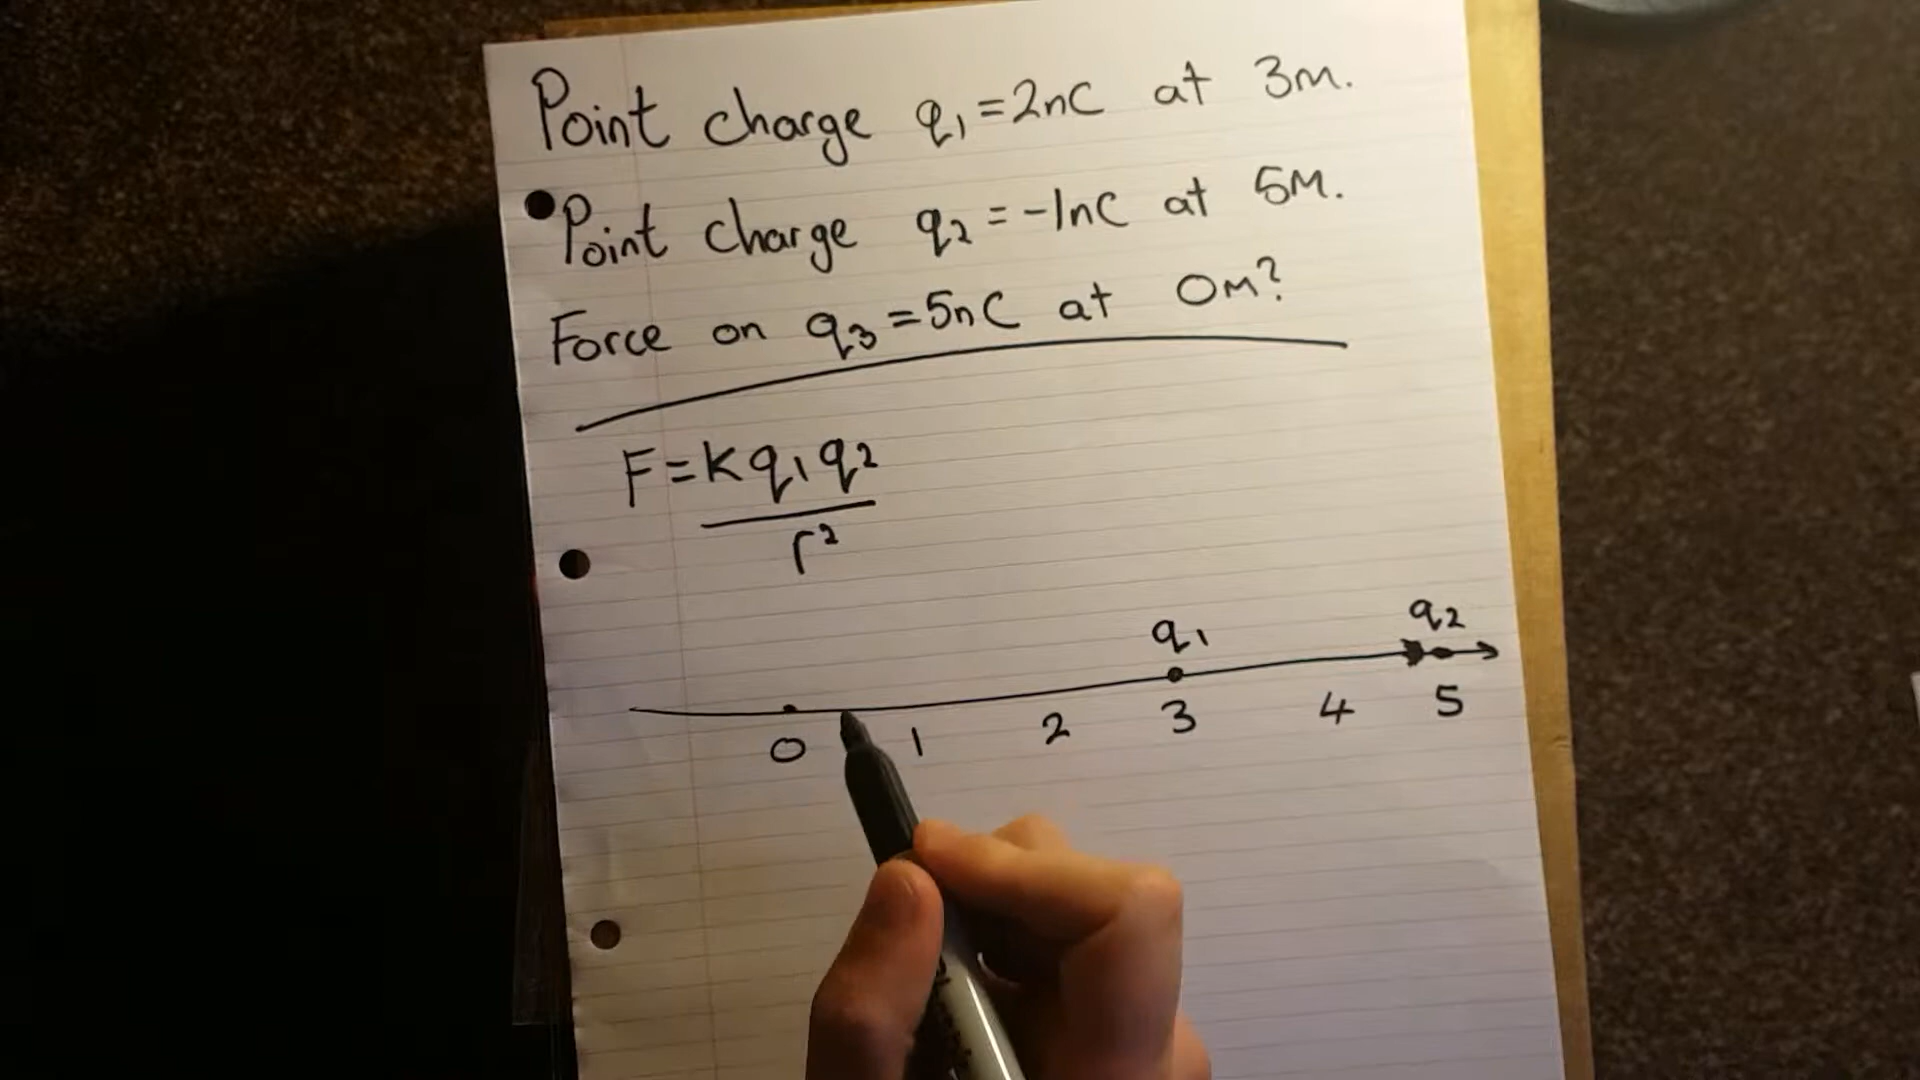 Point charge q₁=2nC at 3m.
Point charge q₂=-1nC at 5m.
Force on q₃=5nC at 0m?
F=kq₁q₂
r²
q₁ q₂
0 1 2 3 4 5